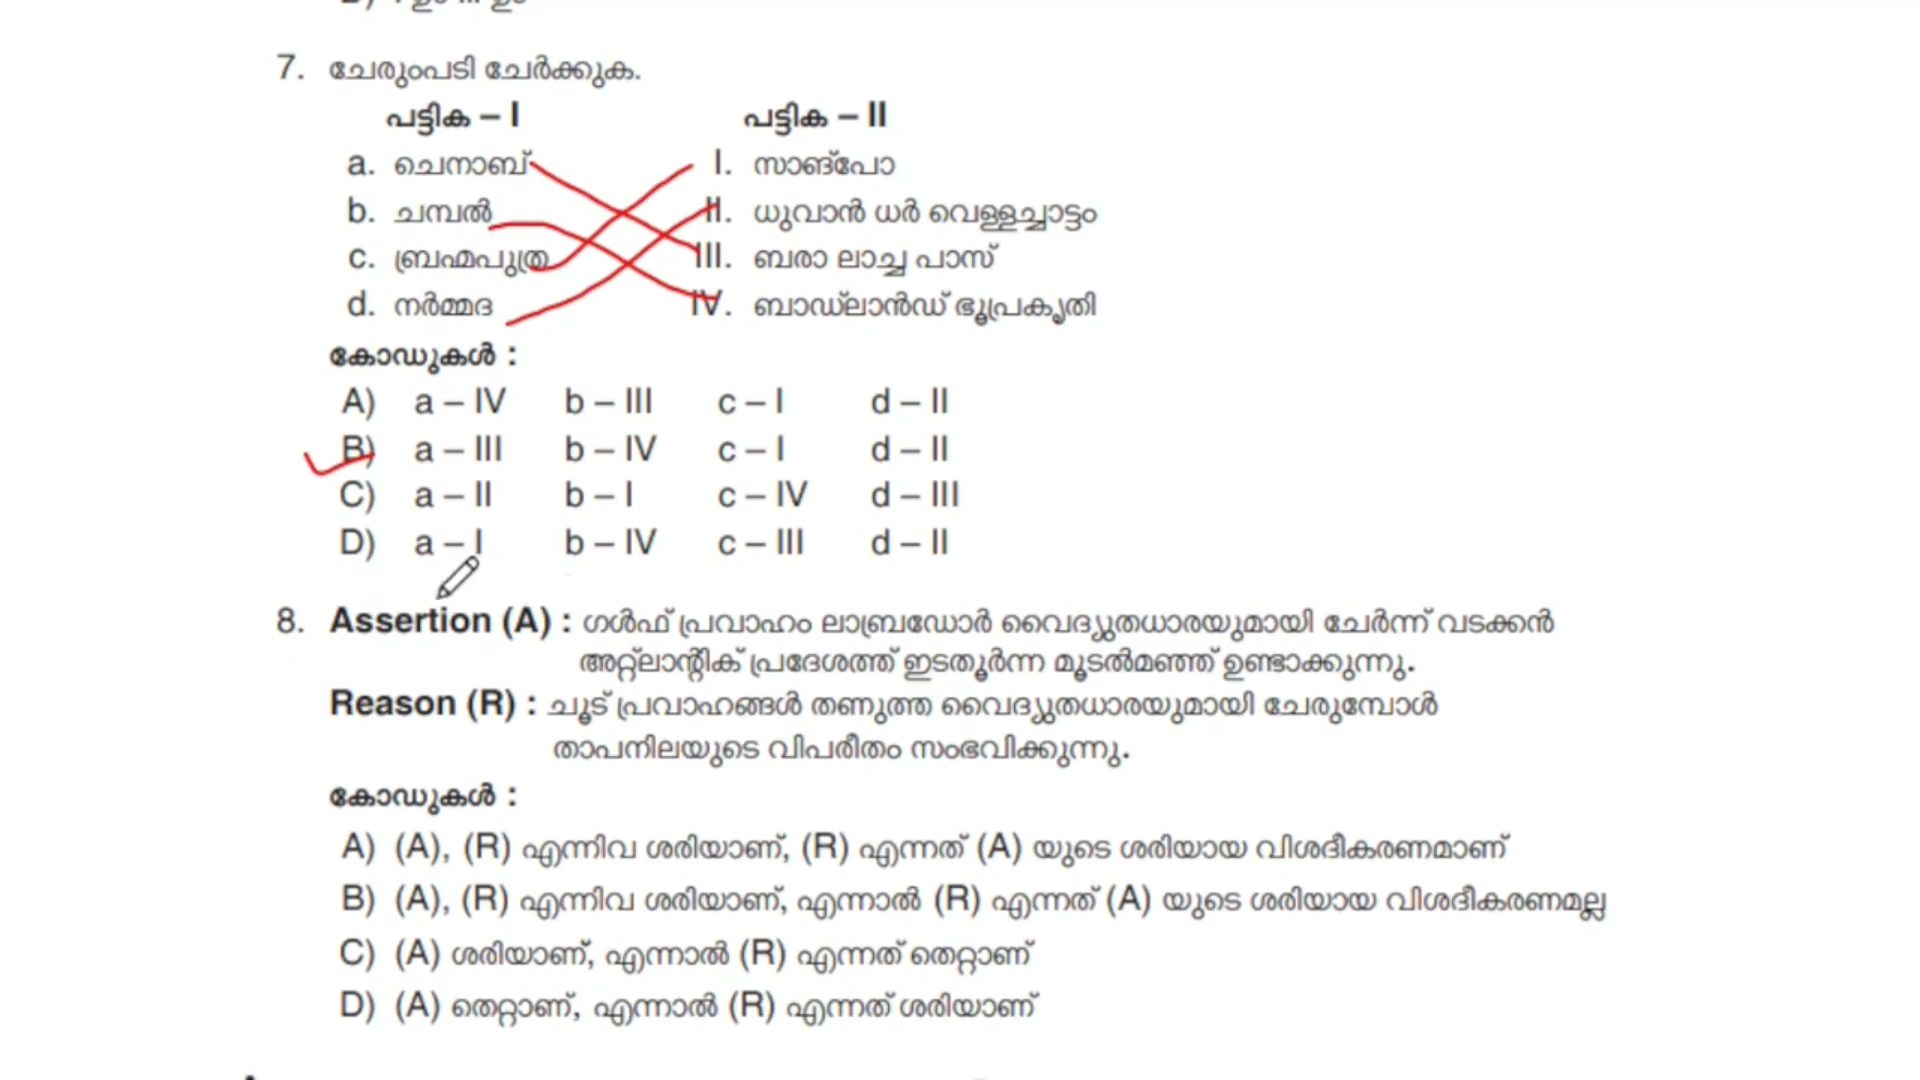 7. ചേരുംപടി ചേർക്കുക.
പട്ടിക – I പട്ടിക – II
a. ചെനാബ് I. സാങ്പോ
b. ചമ്പൽ II. ധുവാൻ ധർ വെള്ളച്ചാട്ടം
c. ബ്രഹ്മപുത്ര III. ബരാ ലാച്ച പാസ്
d. നർമ്മദ IV. ബാഡ്‌ലാൻഡ് ഭൂപ്രകൃതി
കോഡുകൾ :
A) a – IV b – III c – I d – II
B) a – III b – IV c – I d – II
C) a – II b – I c – IV d – III
D) a – I b – IV c – III d – II
8. Assertion (A) : ഗൾഫ് പ്രവാഹം ലാബ്രഡോർ വൈദ്യുതധാരയുമായി ചേർന്ന് വടക്കൻ
അറ്റ്ലാന്റിക് പ്രദേശത്ത് ഇടതൂർന്ന മൂടൽമഞ്ഞ് ഉണ്ടാക്കുന്നു.
Reason (R) : ചൂട് പ്രവാഹങ്ങൾ തണുത്ത വൈദ്യുതധാരയുമായി ചേരുമ്പോൾ
താപനിലയുടെ വിപരീതം സംഭവിക്കുന്നു.
കോഡുകൾ :
A) (A), (R) എന്നിവ ശരിയാണ്, (R) എന്നത് (A) യുടെ ശരിയായ വിശദീകരണമാണ്
B) (A), (R) എന്നിവ ശരിയാണ്, എന്നാൽ (R) എന്നത് (A) യുടെ ശരിയായ വിശദീകരണമല്ല
C) (A) ശരിയാണ്, എന്നാൽ (R) എന്നത് തെറ്റാണ്
D) (A) തെറ്റാണ്, എന്നാൽ (R) എന്നത് ശരിയാണ്